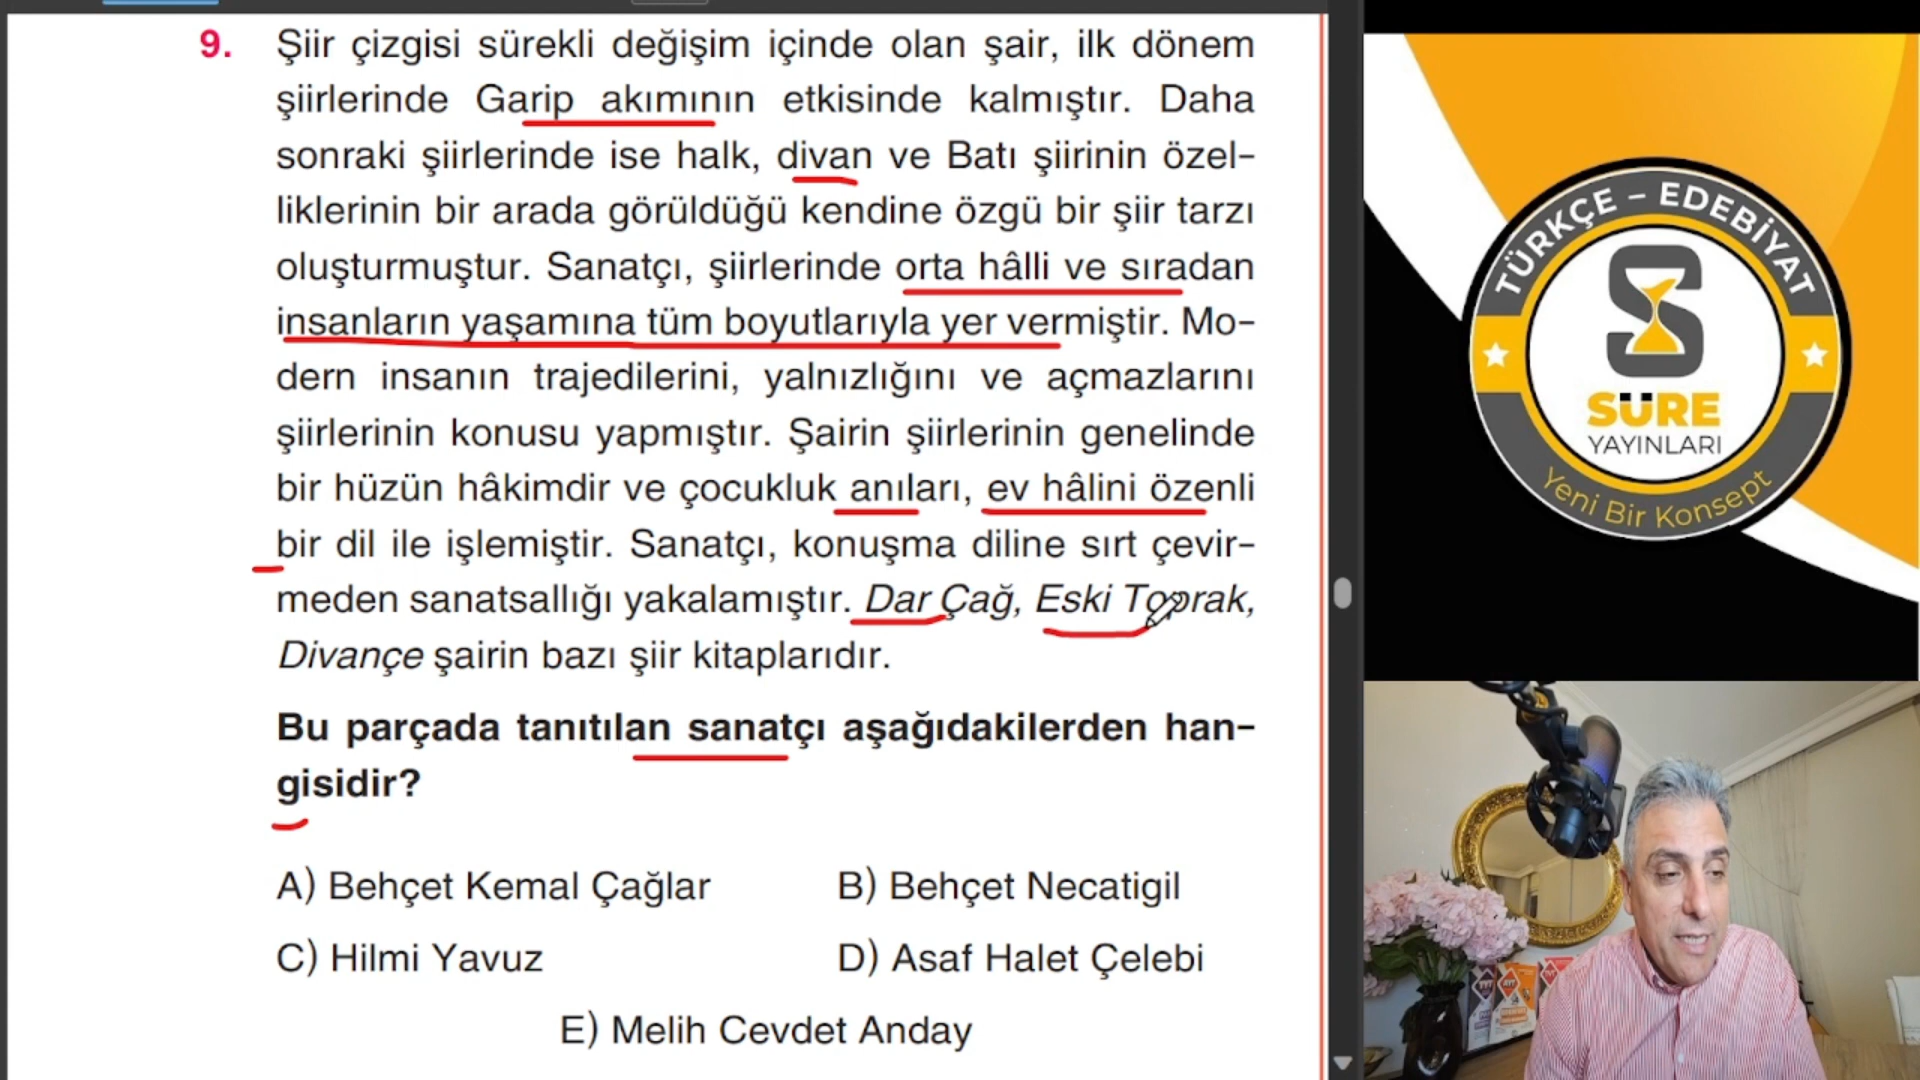 9. Şiir çizgisi sürekli değişim içinde olan şair, ilk dönem
şiirlerinde Garip akımının etkisinde kalmıştır. Daha
sonraki şiirlerinde ise halk, divan ve Batı şiirinin özel-
liklerinin bir arada görüldüğü kendine özgü bir şiir tarzı
oluşturmuştur. Sanatçı, şiirlerinde orta hâlli ve sıradan
insanların yaşamına tüm boyutlarıyla yer vermiştir. Mo-
dern insanın trajedilerini, yalnızlığını ve açmazlarını
şiirlerinin konusu yapmıştır. Şairin şiirlerinin genelinde
bir hüzün hâkimdir ve çocukluk anıları, ev hâlini özenli
bir dil ile işlemiştir. Sanatçı, konuşma diline sırt çevir-
meden sanatsallığı yakalamıştır. Dar Çağ, Eski Toprak,
Divançe şairin bazı şiir kitaplarıdır.
Bu parçada tanıtılan sanatçı aşağıdakilerden han-
gisidir?
A) Behçet Kemal Çağlar
B) Behçet Necatigil
C) Hilmi Yavuz
D) Asaf Halet Çelebi
E) Melih Cevdet Anday
TÜRKÇE – EDEBİYAT
SÜRE
YAYINLARI
Yeni Bir Konsept